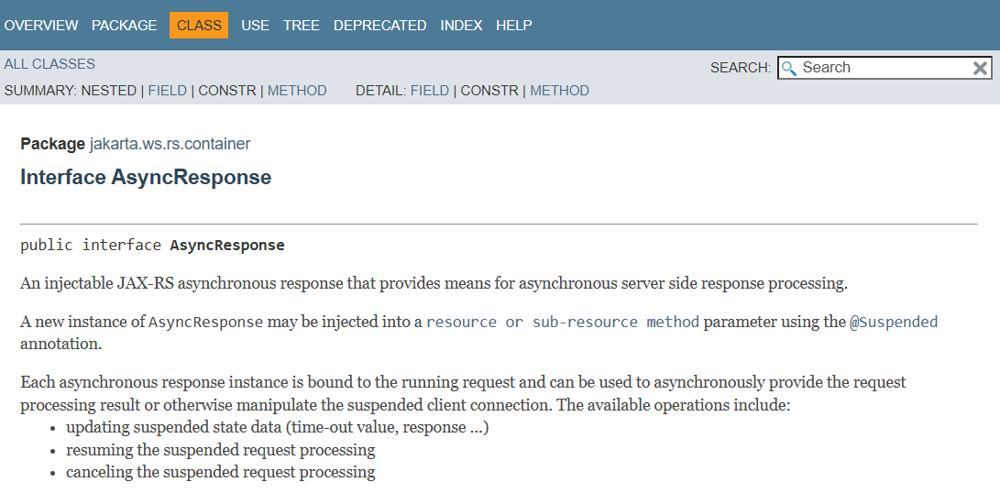 OVERVIEW PACKAGE CLASS USE TREE DEPRECATED INDEX HELP
ALL CLASSES
SEARCH: Search
SUMMARY: NESTED | FIELD | CONSTR | METHOD DETAIL: FIELD | CONSTR | METHOD
Package jakarta.ws.rs.container
Interface AsyncResponse
public interface AsyncResponse
An injectable JAX-RS asynchronous response that provides means for asynchronous server side response processing.
A new instance of AsyncResponse may be injected into a resource or sub-resource method parameter using the @Suspended
annotation.
Each asynchronous response instance is bound to the running request and can be used to asynchronously provide the request
processing result or otherwise manipulate the suspended client connection. The available operations include:
• updating suspended state data (time-out value, response ...)
• resuming the suspended request processing
• canceling the suspended request processing